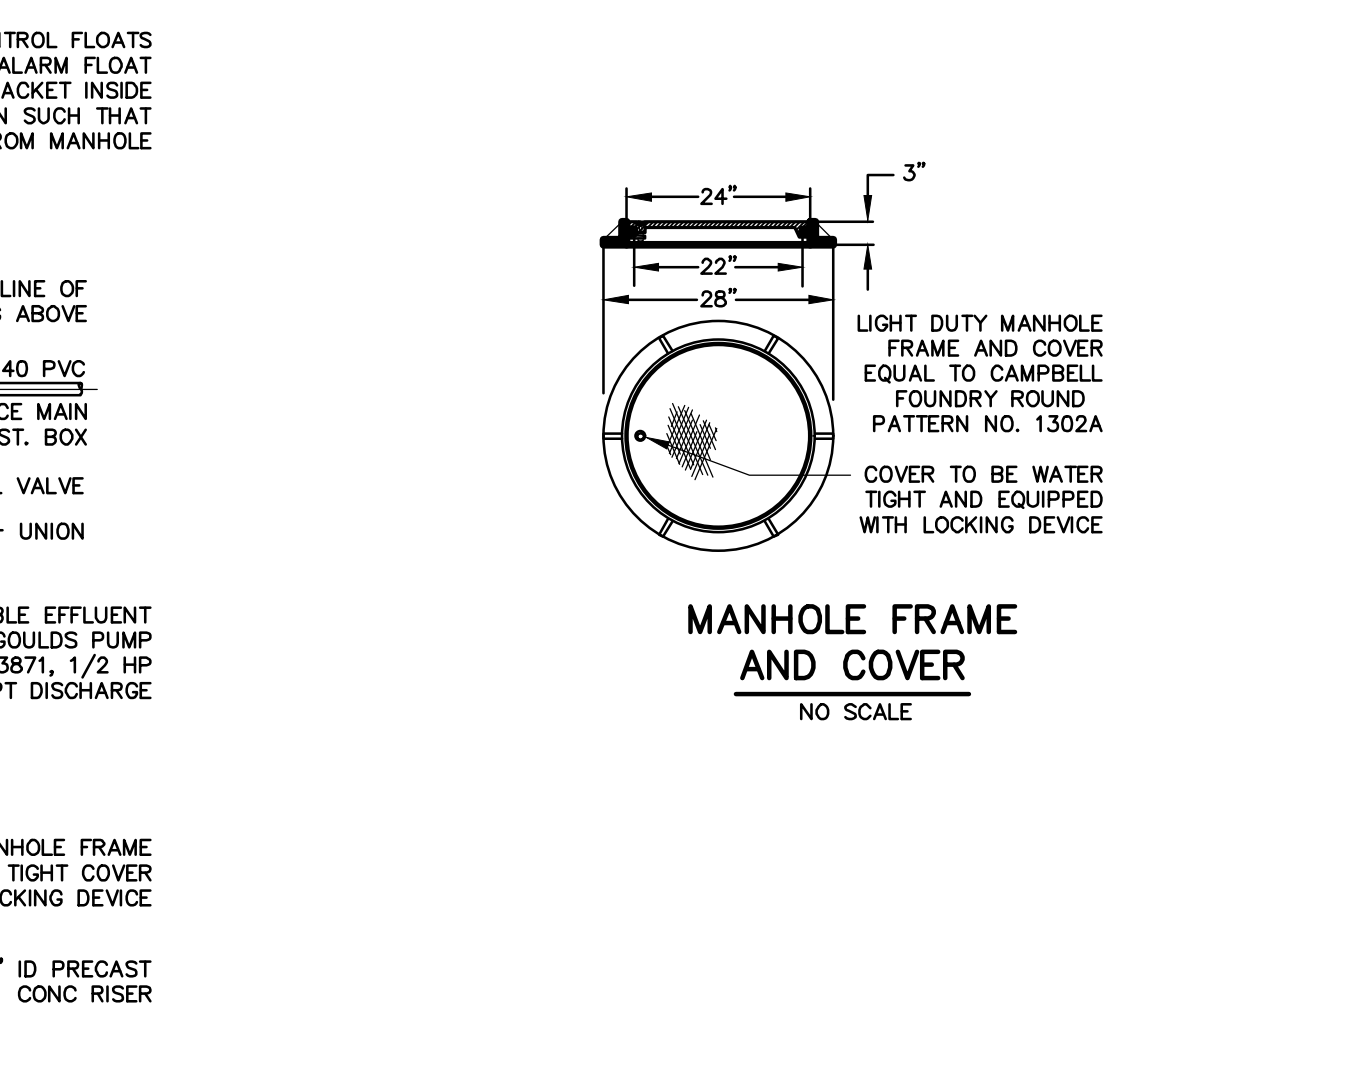 TROL FLOATS
ALARM FLOAT
ACKET INSIDE
N SUCH THAT
ROM MANHOLE
LINE OF
S ABOVE
40 PVC
CE MAIN
ST. BOX
L VALVE
UNION
BLE EFFLUENT
GOULDS PUMP
3871, 1/2 HP
PT DISCHARGE
NHOLE FRAME
TIGHT COVER
CKING DEVICE
" ID PRECAST
CONC RISER
3"
24"
22"
28"
LIGHT DUTY MANHOLE
FRAME AND COVER
EQUAL TO CAMPBELL
FOUNDRY ROUND
PATTERN NO. 1302A
COVER TO BE WATER
TIGHT AND EQUIPPED
WITH LOCKING DEVICE
MANHOLE FRAME
AND COVER
NO SCALE